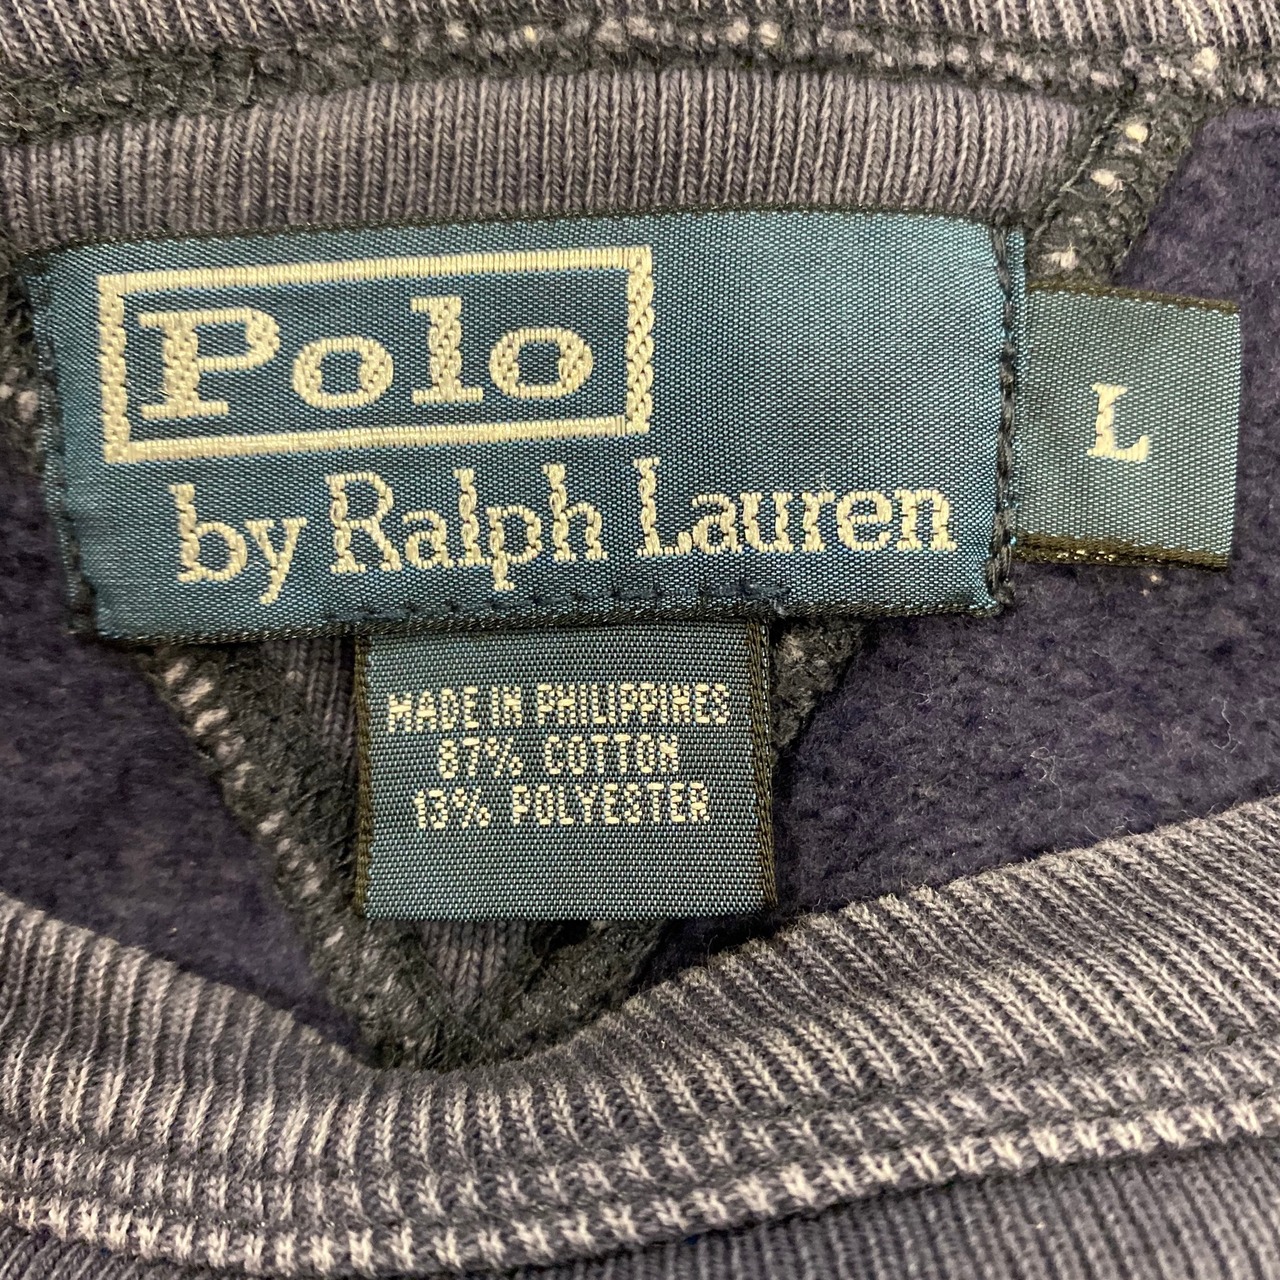 Polo
by Ralph Lauren
L
MADE IN PHILIPPINES
87% COTTON
13% POLYESTER